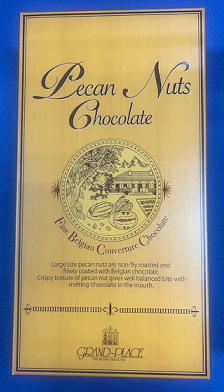 Pecan Nuts
Chocolate
Fine Belgian Couverture Chocolate
Large size pecan nuts are non-fry roasted and
finely coated with Belgian chocolate.
Crispy texture of pecan nut gives well balanced bite with
melting chocolate in the mouth.
GRAND-PLACE